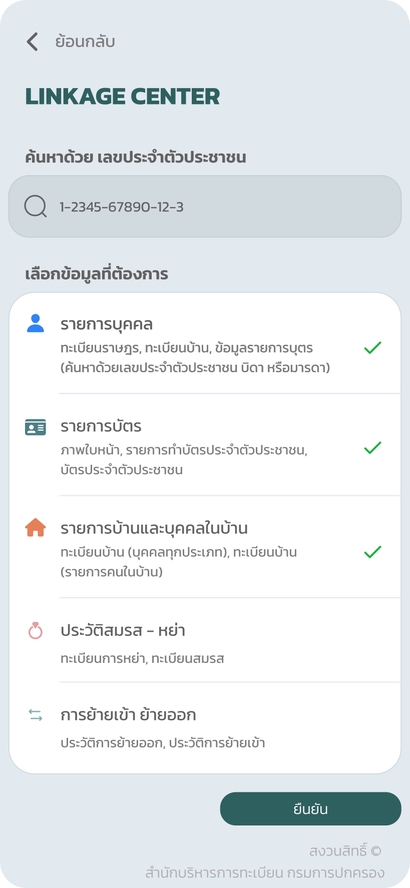 ย้อนกลับ
LINKAGE CENTER
ค้นหาด้วย เลขประจำตัวประชาชน
1-2345-67890-12-3
เลือกข้อมูลที่ต้องการ
รายการบุคคล
ทะเบียนราษฎร, ทะเบียนบ้าน, ข้อมูลรายการบุตร
(ค้นหาด้วยเลขประจำตัวประชาชน บิดา หรือมารดา)
รายการบัตร
ภาพใบหน้า, รายการทำบัตรประจำตัวประชาชน,
บัตรประจำตัวประชาชน
รายการบ้านและบุคคลในบ้าน
ทะเบียนบ้าน (บุคคลทุกประเภท), ทะเบียนบ้าน
(รายการคนในบ้าน)
ประวัติสมรส - หย่า
ทะเบียนการหย่า, ทะเบียนสมรส
การย้ายเข้า ย้ายออก
ประวัติการย้ายออก, ประวัติการย้ายเข้า
ยืนยัน
สงวนสิทธิ์ ©
สำนักบริหารการทะเบียน กรมการปกครอง